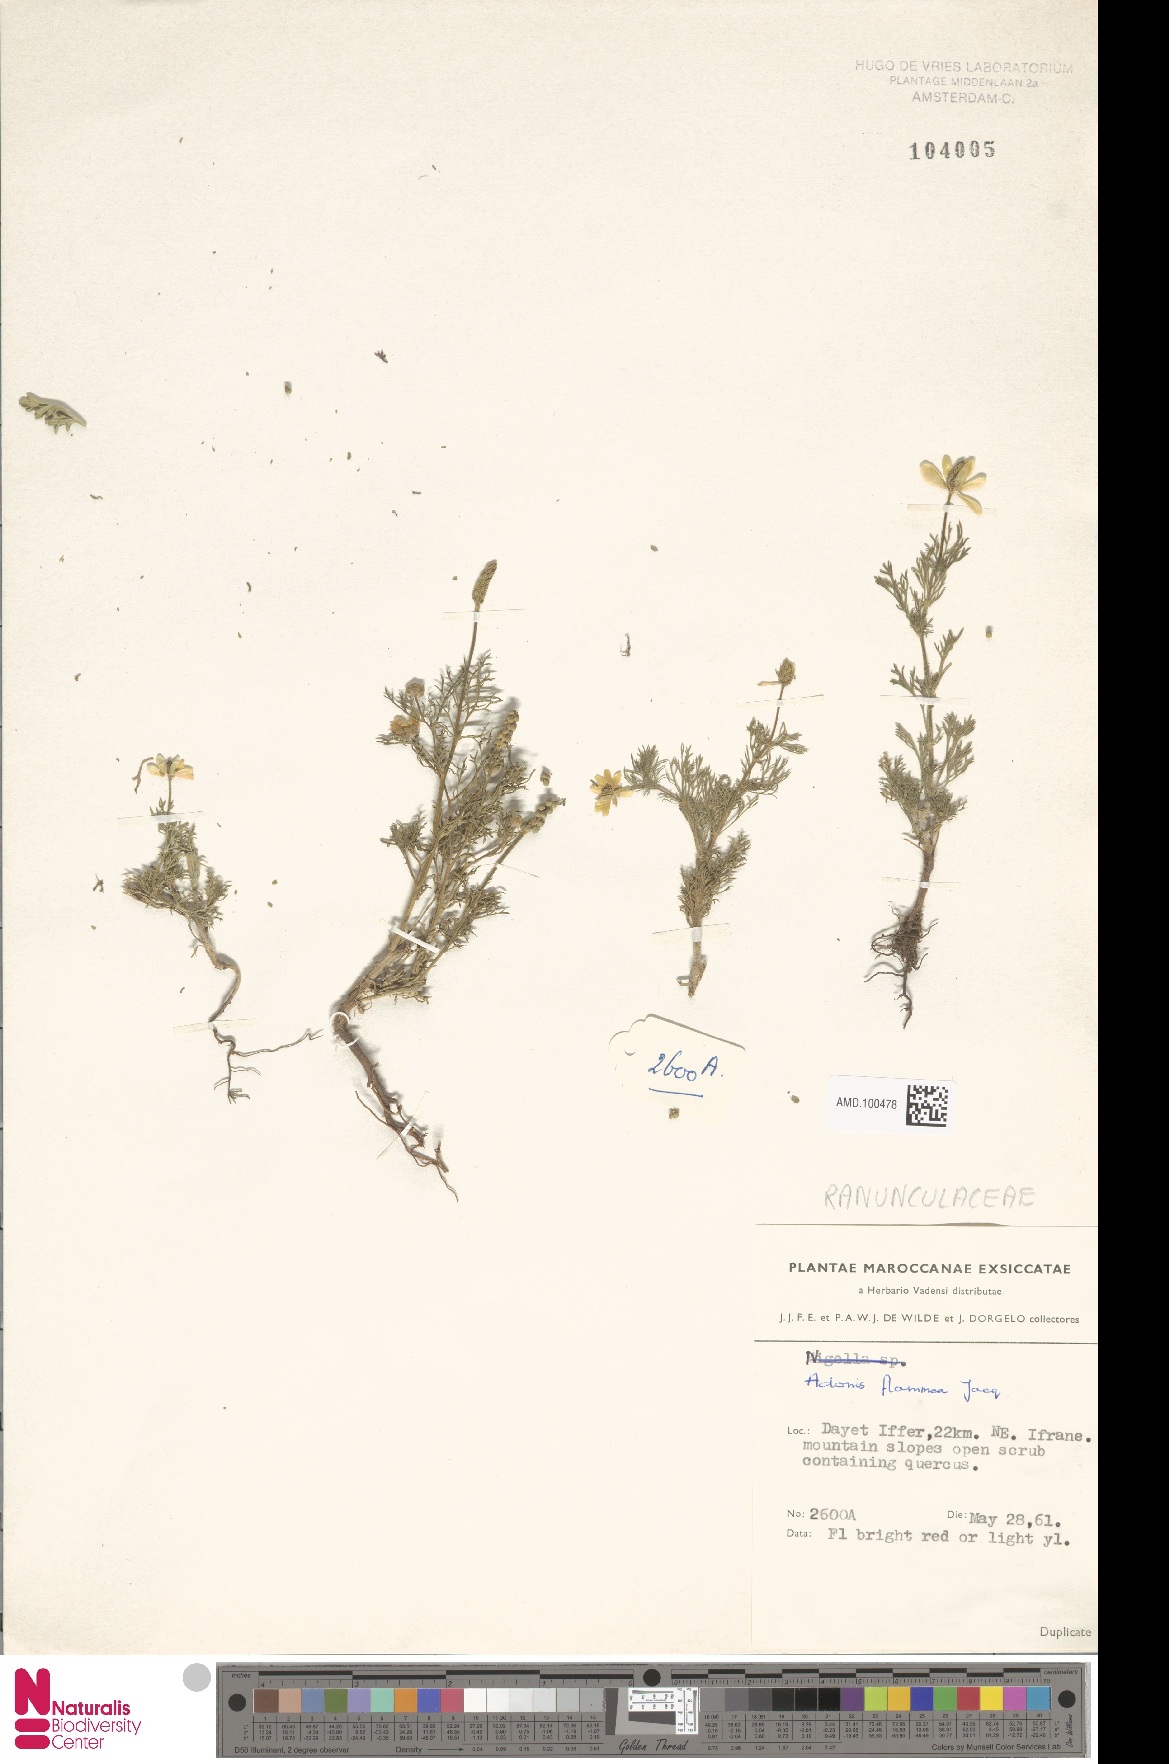 HUGO DE VRIES LABORATORIUM
PLANTAGE MIDDENLAAN 2a
AMSTERDAM-C.
104005
2600A.
AMD.100478
RANUNCULACEAE
PLANTAE MAROCCANAE EXSICCATAE
a Herbario Vadensi distributae
J. J. F. E. et P. A. W. J. DE WILDE et J. DORGELO collectores
Nigella sp.
Adonis flammea Jacq.
Loc.: Dayet Iffer, 22km. NE. Ifrane.
mountain slopes open scrub
containing quercus.
No: 2600A Die: May 28,61.
Data: Fl bright red or light yl.
Duplicate
Naturalis
Biodiversity
Center
inches
centimeters
D50 Illuminant, 2 degree observer
Density
Golden Thread
Colors by Munsell Color Services Lab